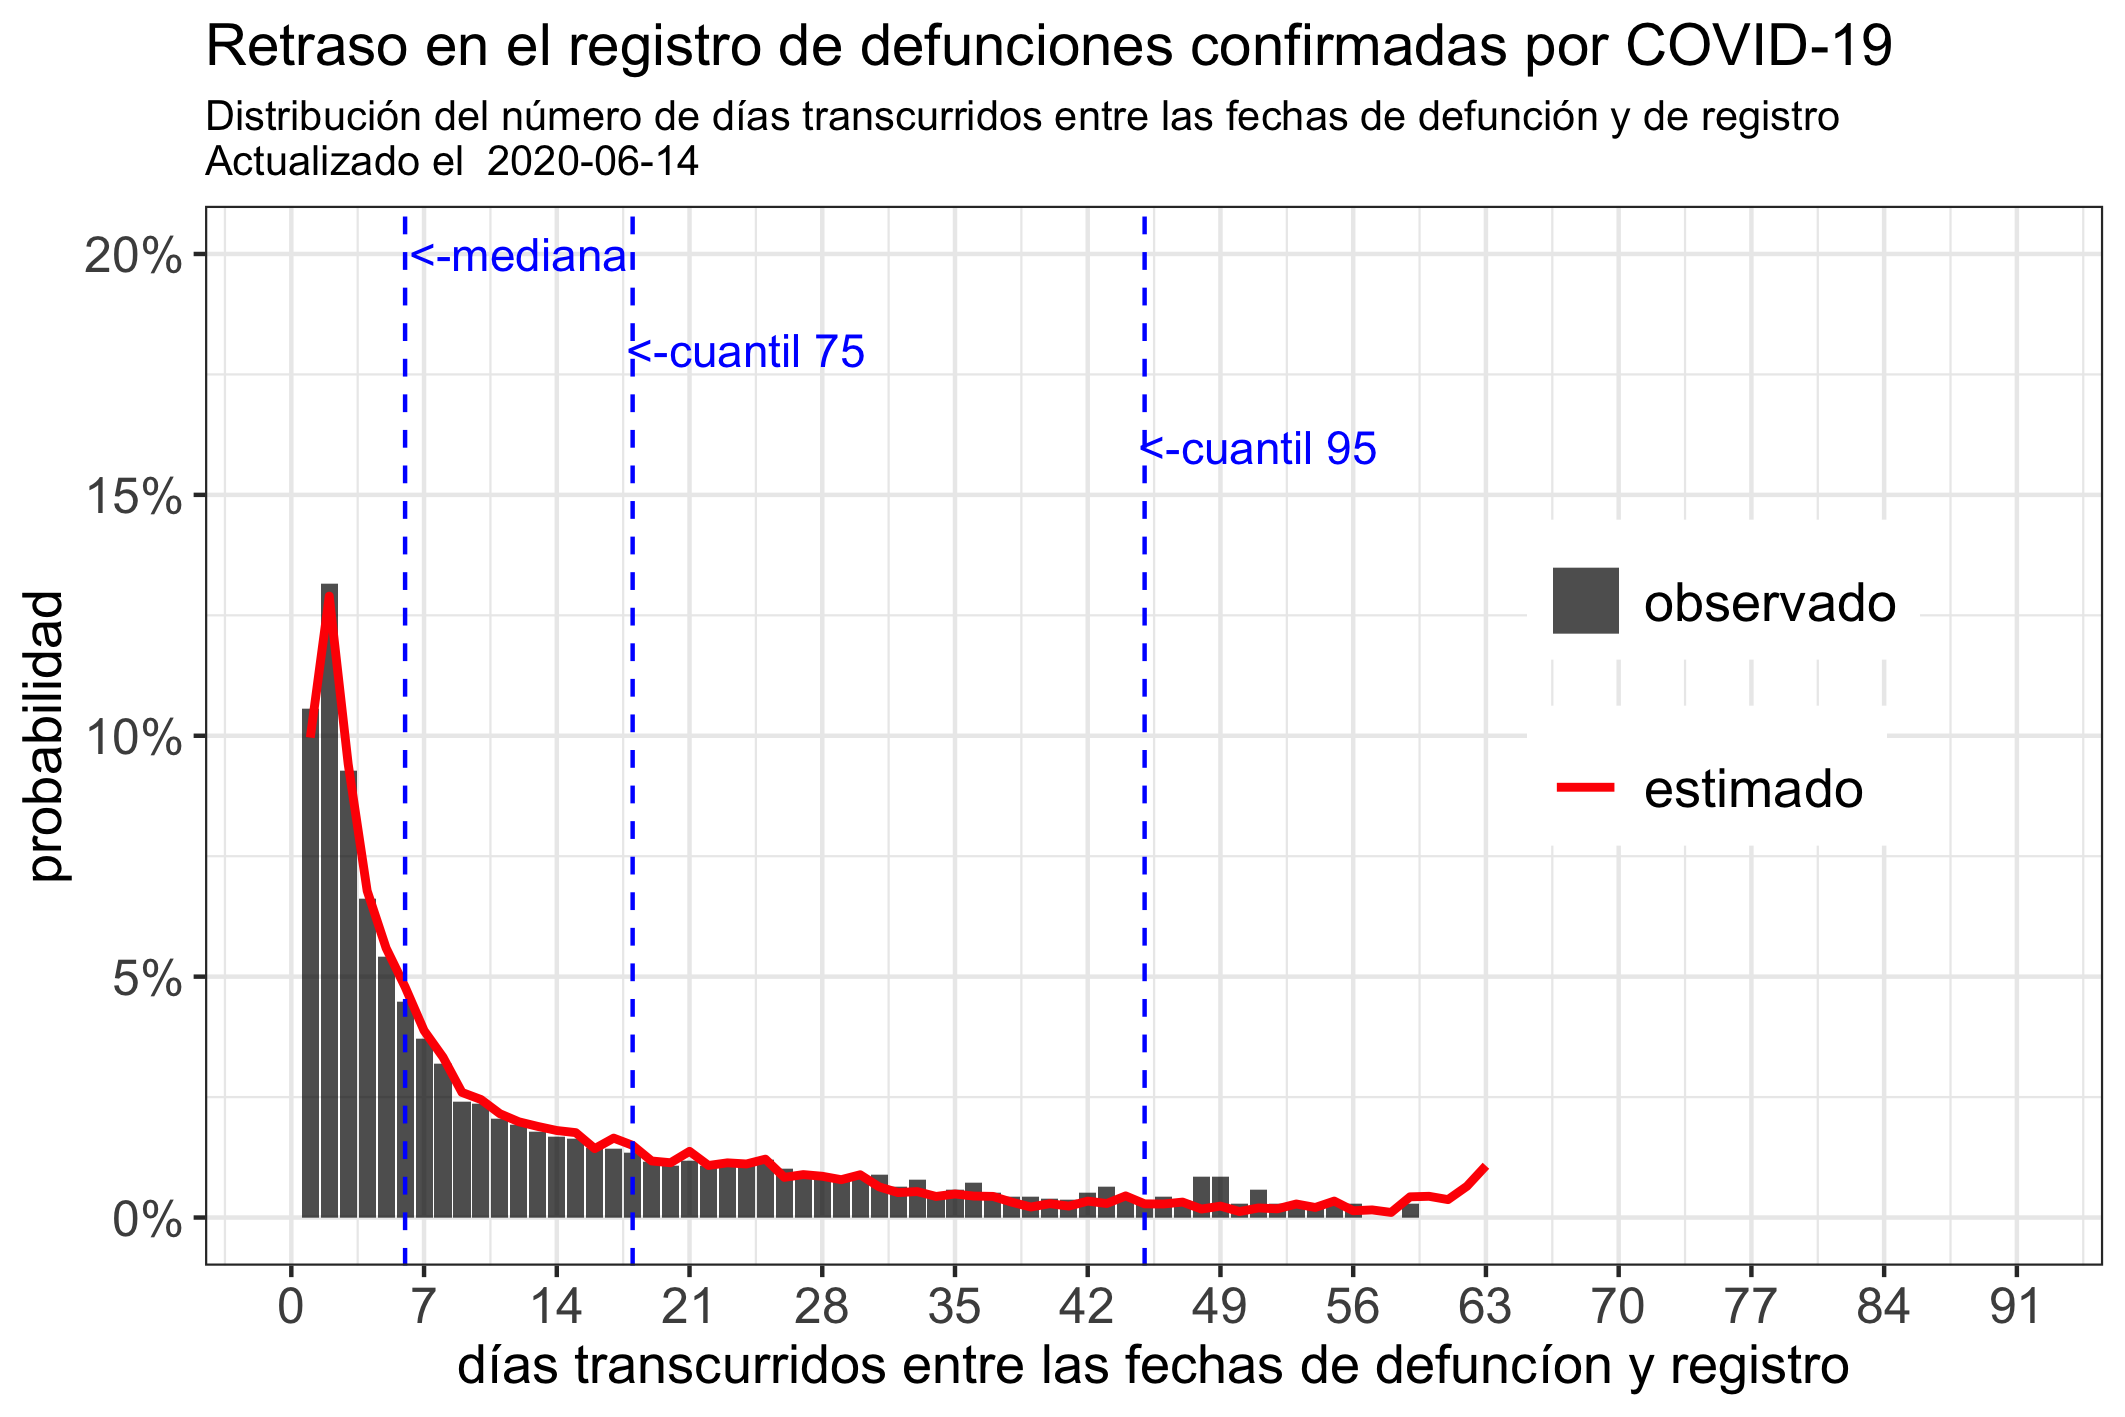 Retraso en el registro de defunciones confirmadas por COVID-19
Distribución del número de días transcurridos entre las fechas de defunción y de registro
Actualizado el  2020-06-14
20%
15%
10%
5%
0%
probabilidad
<-mediana
<-cuantil 75
<-cuantil 95
observado
estimado
0 7 14 21 28 35 42 49 56 63 70 77 84 91
días transcurridos entre las fechas de defuncíon y registro